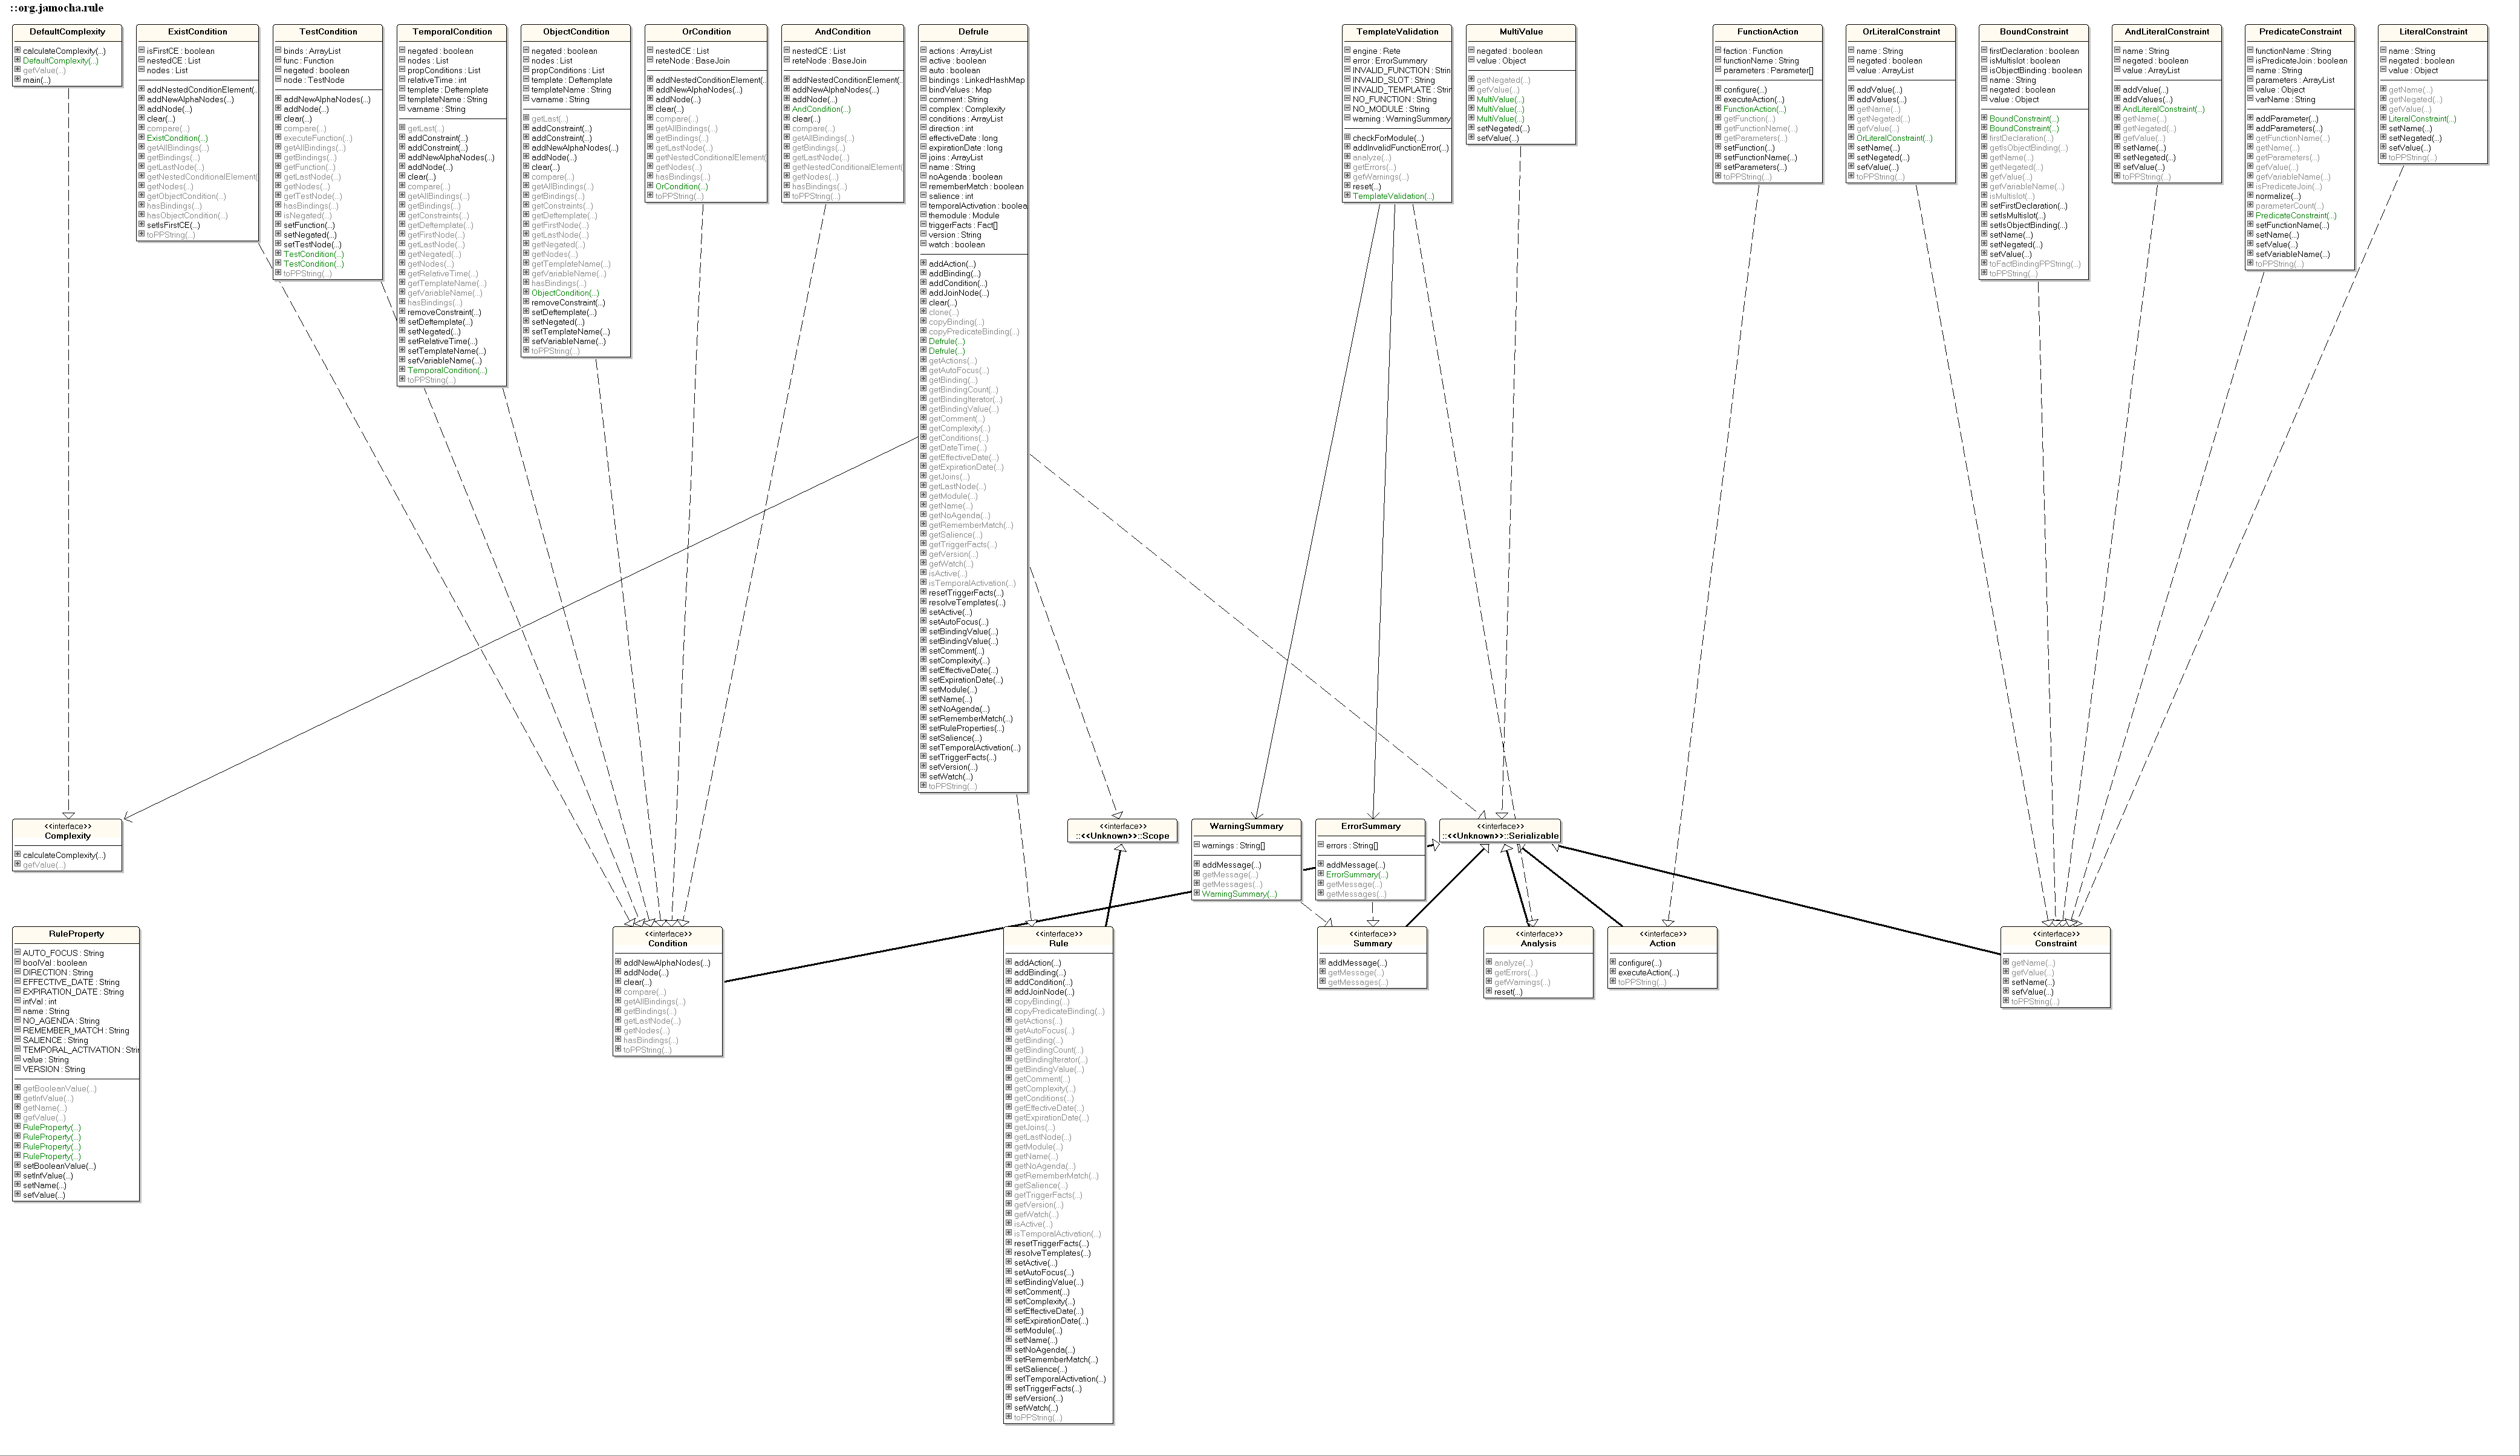 ::org.jamocha.rule
DefaultComplexity
calculateComplexity(..)
DefaultComplexity(..)
getValue(..)
main(..)
ExistCondition
isFirstCE : boolean
nestedCE : List
nodes : List
addNestedConditionElement(..
addNewAlphaNodes(..)
addNode(..)
clear(..)
compare(..)
ExistCondition(..)
getAllBindings(..)
getBindings(..)
getLastNode(..)
getNestedConditionalElement(
getNodes(..)
getObjectCondition(..)
hasBindings(..)
hasObjectCondition(..)
setIsFirstCE(..)
toPPString(..)
TestCondition
binds : ArrayList
func : Function
negated : boolean
node : TestNode
addNewAlphaNodes(..)
addNode(..)
clear(..)
compare(..)
executeFunction(..)
getAllBindings(..)
getBindings(..)
getFunction(..)
getLastNode(..)
getNodes(..)
getTestNode(..)
hasBindings(..)
isNegated(..)
setFunction(..)
setNegated(..)
setTestNode(..)
TestCondition(..)
TestCondition(..)
toPPString(..)
TemporalCondition
negated : boolean
nodes : List
propConditions : List
relativeTime : int
template : Deftemplate
templateName : String
varname : String
getLast(..)
addConstraint(..)
addConstraint(..)
addNewAlphaNodes(..)
addNode(..)
clear(..)
compare(..)
getAllBindings(..)
getBindings(..)
getConstraints(..)
getDeftemplate(..)
getFirstNode(..)
getLastNode(..)
getNegated(..)
getNodes(..)
getRelativeTime(..)
getTemplateName(..)
getVariableName(..)
hasBindings(..)
removeConstraint(..)
setDeftemplate(..)
setNegated(..)
setRelativeTime(..)
setTemplateName(..)
setVariableName(..)
TemporalCondition(..)
toPPString(..)
ObjectCondition
negated : boolean
nodes : List
propConditions : List
template : Deftemplate
templateName : String
varname : String
getLast(..)
addConstraint(..)
addConstraint(..)
addNewAlphaNodes(..)
addNode(..)
clear(..)
compare(..)
getAllBindings(..)
getBindings(..)
getConstraints(..)
getDeftemplate(..)
getFirstNode(..)
getLastNode(..)
getNegated(..)
getNodes(..)
getTemplateName(..)
getVariableName(..)
hasBindings(..)
ObjectCondition(..)
removeConstraint(..)
setDeftemplate(..)
setNegated(..)
setTemplateName(..)
setVariableName(..)
toPPString(..)
OrCondition
nestedCE : List
reteNode : BaseJoin
addNestedConditionElement(..
addNewAlphaNodes(..)
addNode(..)
clear(..)
compare(..)
getAllBindings(..)
getBindings(..)
getLastNode(..)
getNestedConditionalElement(
getNodes(..)
hasBindings(..)
OrCondition(..)
toPPString(..)
AndCondition
nestedCE : List
reteNode : BaseJoin
addNestedConditionElement(..
addNewAlphaNodes(..)
addNode(..)
AndCondition(..)
clear(..)
compare(..)
getAllBindings(..)
getBindings(..)
getLastNode(..)
getNestedConditionalElement(
getNodes(..)
hasBindings(..)
toPPString(..)
Defrule
actions : ArrayList
active : boolean
auto : boolean
bindings : LinkedHashMap
bindValues : Map
comment : String
complex : Complexity
conditions : ArrayList
direction : int
effectiveDate : long
expirationDate : long
joins : ArrayList
name : String
noAgenda : boolean
rememberMatch : boolean
salience : int
temporalActivation : boolea
themodule : Module
triggerFacts : Fact[]
version : String
watch : boolean
addAction(..)
addBinding(..)
addCondition(..)
addJoinNode(..)
clear(..)
clone(..)
copyBinding(..)
copyPredicateBinding(..)
Defrule(..)
Defrule(..)
getActions(..)
getAutoFocus(..)
getBinding(..)
getBindingCount(..)
getBindingIterator(..)
getBindingValue(..)
getComment(..)
getComplexity(..)
getConditions(..)
getDateTime(..)
getEffectiveDate(..)
getExpirationDate(..)
getJoins(..)
getLastNode(..)
getModule(..)
getName(..)
getNoAgenda(..)
getRememberMatch(..)
getSalience(..)
getTriggerFacts(..)
getVersion(..)
getWatch(..)
isActive(..)
isTemporalActivation(..)
resetTriggerFacts(..)
resolveTemplates(..)
setActive(..)
setAutoFocus(..)
setBindingValue(..)
setBindingValue(..)
setComment(..)
setComplexity(..)
setEffectiveDate(..)
setExpirationDate(..)
setModule(..)
setName(..)
setNoAgenda(..)
setRememberMatch(..)
setRuleProperties(..)
setSalience(..)
setTemporalActivation(..)
setTriggerFacts(..)
setVersion(..)
setWatch(..)
toPPString(..)
TemplateValidation
engine : Rete
error : ErrorSummary
INVALID_FUNCTION : Strin
INVALID_SLOT : String
INVALID_TEMPLATE : Strin
NO_FUNCTION : String
NO_MODULE : String
warning : WarningSummary
checkForModule(..)
addInvalidFunctionError(..)
analyze(..)
getErrors(..)
getWarnings(..)
reset(..)
TemplateValidation(..)
MultiValue
negated : boolean
value : Object
getNegated(..)
getValue(..)
MultiValue(..)
MultiValue(..)
MultiValue(..)
setNegated(..)
setValue(..)
FunctionAction
faction : Function
functionName : String
parameters : Parameter[]
configure(..)
executeAction(..)
FunctionAction(..)
getFunction(..)
getFunctionName(..)
getParameters(..)
setFunction(..)
setFunctionName(..)
setParameters(..)
toPPString(..)
OrLiteralConstraint
name : String
negated : boolean
value : ArrayList
addValue(..)
addValues(..)
getName(..)
getNegated(..)
getValue(..)
OrLiteralConstraint(..)
setName(..)
setNegated(..)
setValue(..)
toPPString(..)
BoundConstraint
firstDeclaration : boolean
isMultislot : boolean
isObjectBinding : boolean
name : String
negated : boolean
value : Object
BoundConstraint(..)
BoundConstraint(..)
firstDeclaration(..)
getIsObjectBinding(..)
getName(..)
getNegated(..)
getValue(..)
getVariableName(..)
isMultislot(..)
setFirstDeclaration(..)
setIsMultislot(..)
setIsObjectBinding(..)
setName(..)
setNegated(..)
setValue(..)
toFactBindingPPString(..)
toPPString(..)
AndLiteralConstraint
name : String
negated : boolean
value : ArrayList
addValue(..)
addValues(..)
AndLiteralConstraint(..)
getName(..)
getNegated(..)
getValue(..)
setName(..)
setNegated(..)
setValue(..)
toPPString(..)
PredicateConstraint
functionName : String
isPredicateJoin : boolean
name : String
parameters : ArrayList
value : Object
varName : String
addParameter(..)
addParameters(..)
getFunctionName(..)
getName(..)
getParameters(..)
getValue(..)
getVariableName(..)
isPredicateJoin(..)
normalize(..)
parameterCount(..)
PredicateConstraint(..)
setFunctionName(..)
setName(..)
setValue(..)
setVariableName(..)
toPPString(..)
LiteralConstraint
name : String
negated : boolean
value : Object
getName(..)
getNegated(..)
getValue(..)
LiteralConstraint(..)
setName(..)
setNegated(..)
setValue(..)
toPPString(..)
<<interface>>
Complexity
calculateComplexity(..)
getValue(..)
<<interface>>
::<<Unknown>>::Scope
WarningSummary
warnings : String[]
addMessage(..)
getMessage(..)
getMessages(..)
WarningSummary(..)
ErrorSummary
errors : String[]
addMessage(..)
ErrorSummary(..)
getMessage(..)
getMessages(..)
<<interface>>
::<<Unknown>>::Serializable
RuleProperty
AUTO_FOCUS : String
boolVal : boolean
DIRECTION : String
EFFECTIVE_DATE : String
EXPIRATION_DATE : String
intVal : int
name : String
NO_AGENDA : String
REMEMBER_MATCH : String
SALIENCE : String
TEMPORAL_ACTIVATION : Strin
value : String
VERSION : String
getBooleanValue(..)
getIntValue(..)
getName(..)
getValue(..)
RuleProperty(..)
RuleProperty(..)
RuleProperty(..)
RuleProperty(..)
setBooleanValue(..)
setIntValue(..)
setName(..)
setValue(..)
<<interface>>
Condition
addNewAlphaNodes(..)
addNode(..)
clear(..)
compare(..)
getAllBindings(..)
getBindings(..)
getLastNode(..)
getNodes(..)
hasBindings(..)
toPPString(..)
<<interface>>
Rule
addAction(..)
addBinding(..)
addCondition(..)
addJoinNode(..)
copyBinding(..)
copyPredicateBinding(..)
getActions(..)
getAutoFocus(..)
getBinding(..)
getBindingCount(..)
getBindingIterator(..)
getBindingValue(..)
getComment(..)
getComplexity(..)
getConditions(..)
getEffectiveDate(..)
getExpirationDate(..)
getJoins(..)
getLastNode(..)
getModule(..)
getName(..)
getNoAgenda(..)
getRememberMatch(..)
getSalience(..)
getTriggerFacts(..)
getVersion(..)
getWatch(..)
isActive(..)
isTemporalActivation(..)
resetTriggerFacts(..)
resolveTemplates(..)
setActive(..)
setAutoFocus(..)
setBindingValue(..)
setComment(..)
setComplexity(..)
setEffectiveDate(..)
setExpirationDate(..)
setModule(..)
setName(..)
setNoAgenda(..)
setRememberMatch(..)
setSalience(..)
setTemporalActivation(..)
setTriggerFacts(..)
setVersion(..)
setWatch(..)
toPPString(..)
<<interface>>
Summary
addMessage(..)
getMessage(..)
getMessages(..)
<<interface>>
Analysis
analyze(..)
getErrors(..)
getWarnings(..)
reset(..)
<<interface>>
Action
configure(..)
executeAction(..)
toPPString(..)
<<interface>>
Constraint
getName(..)
getValue(..)
setName(..)
setValue(..)
toPPString(..)